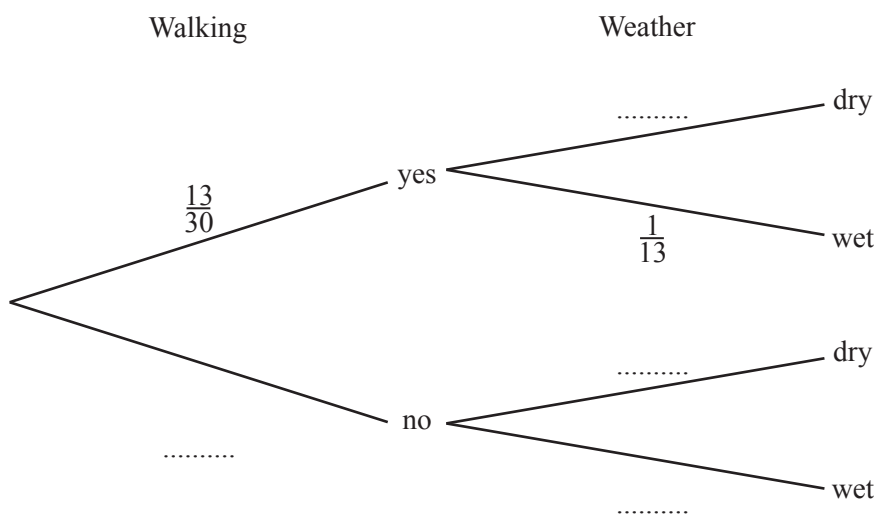 Walking Weather
.......... dry
yes
13/30
1/13 wet
.......... dry
no
..........
wet
..........